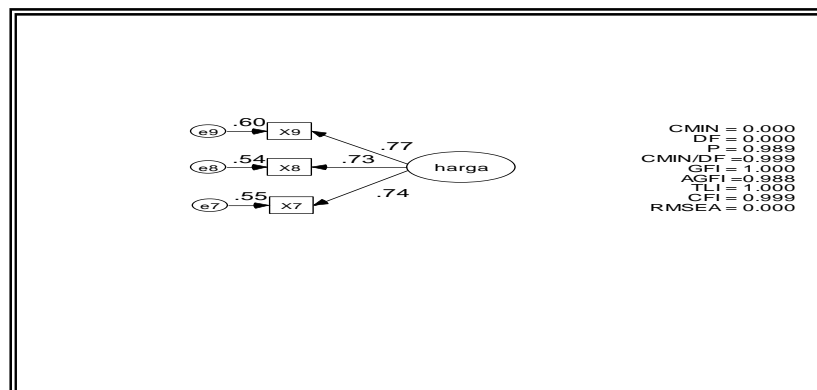 .60
e9 X9
.77
.54
e8 X8
.73
harga
.74
.55
e7 X7
CMIN = 0.000
DF = 0.000
P = 0.989
CMIN/DF =0.999
GFI = 1.000
AGFI =0.988
TLI = 1.000
CFI = 0.999
RMSEA = 0.000